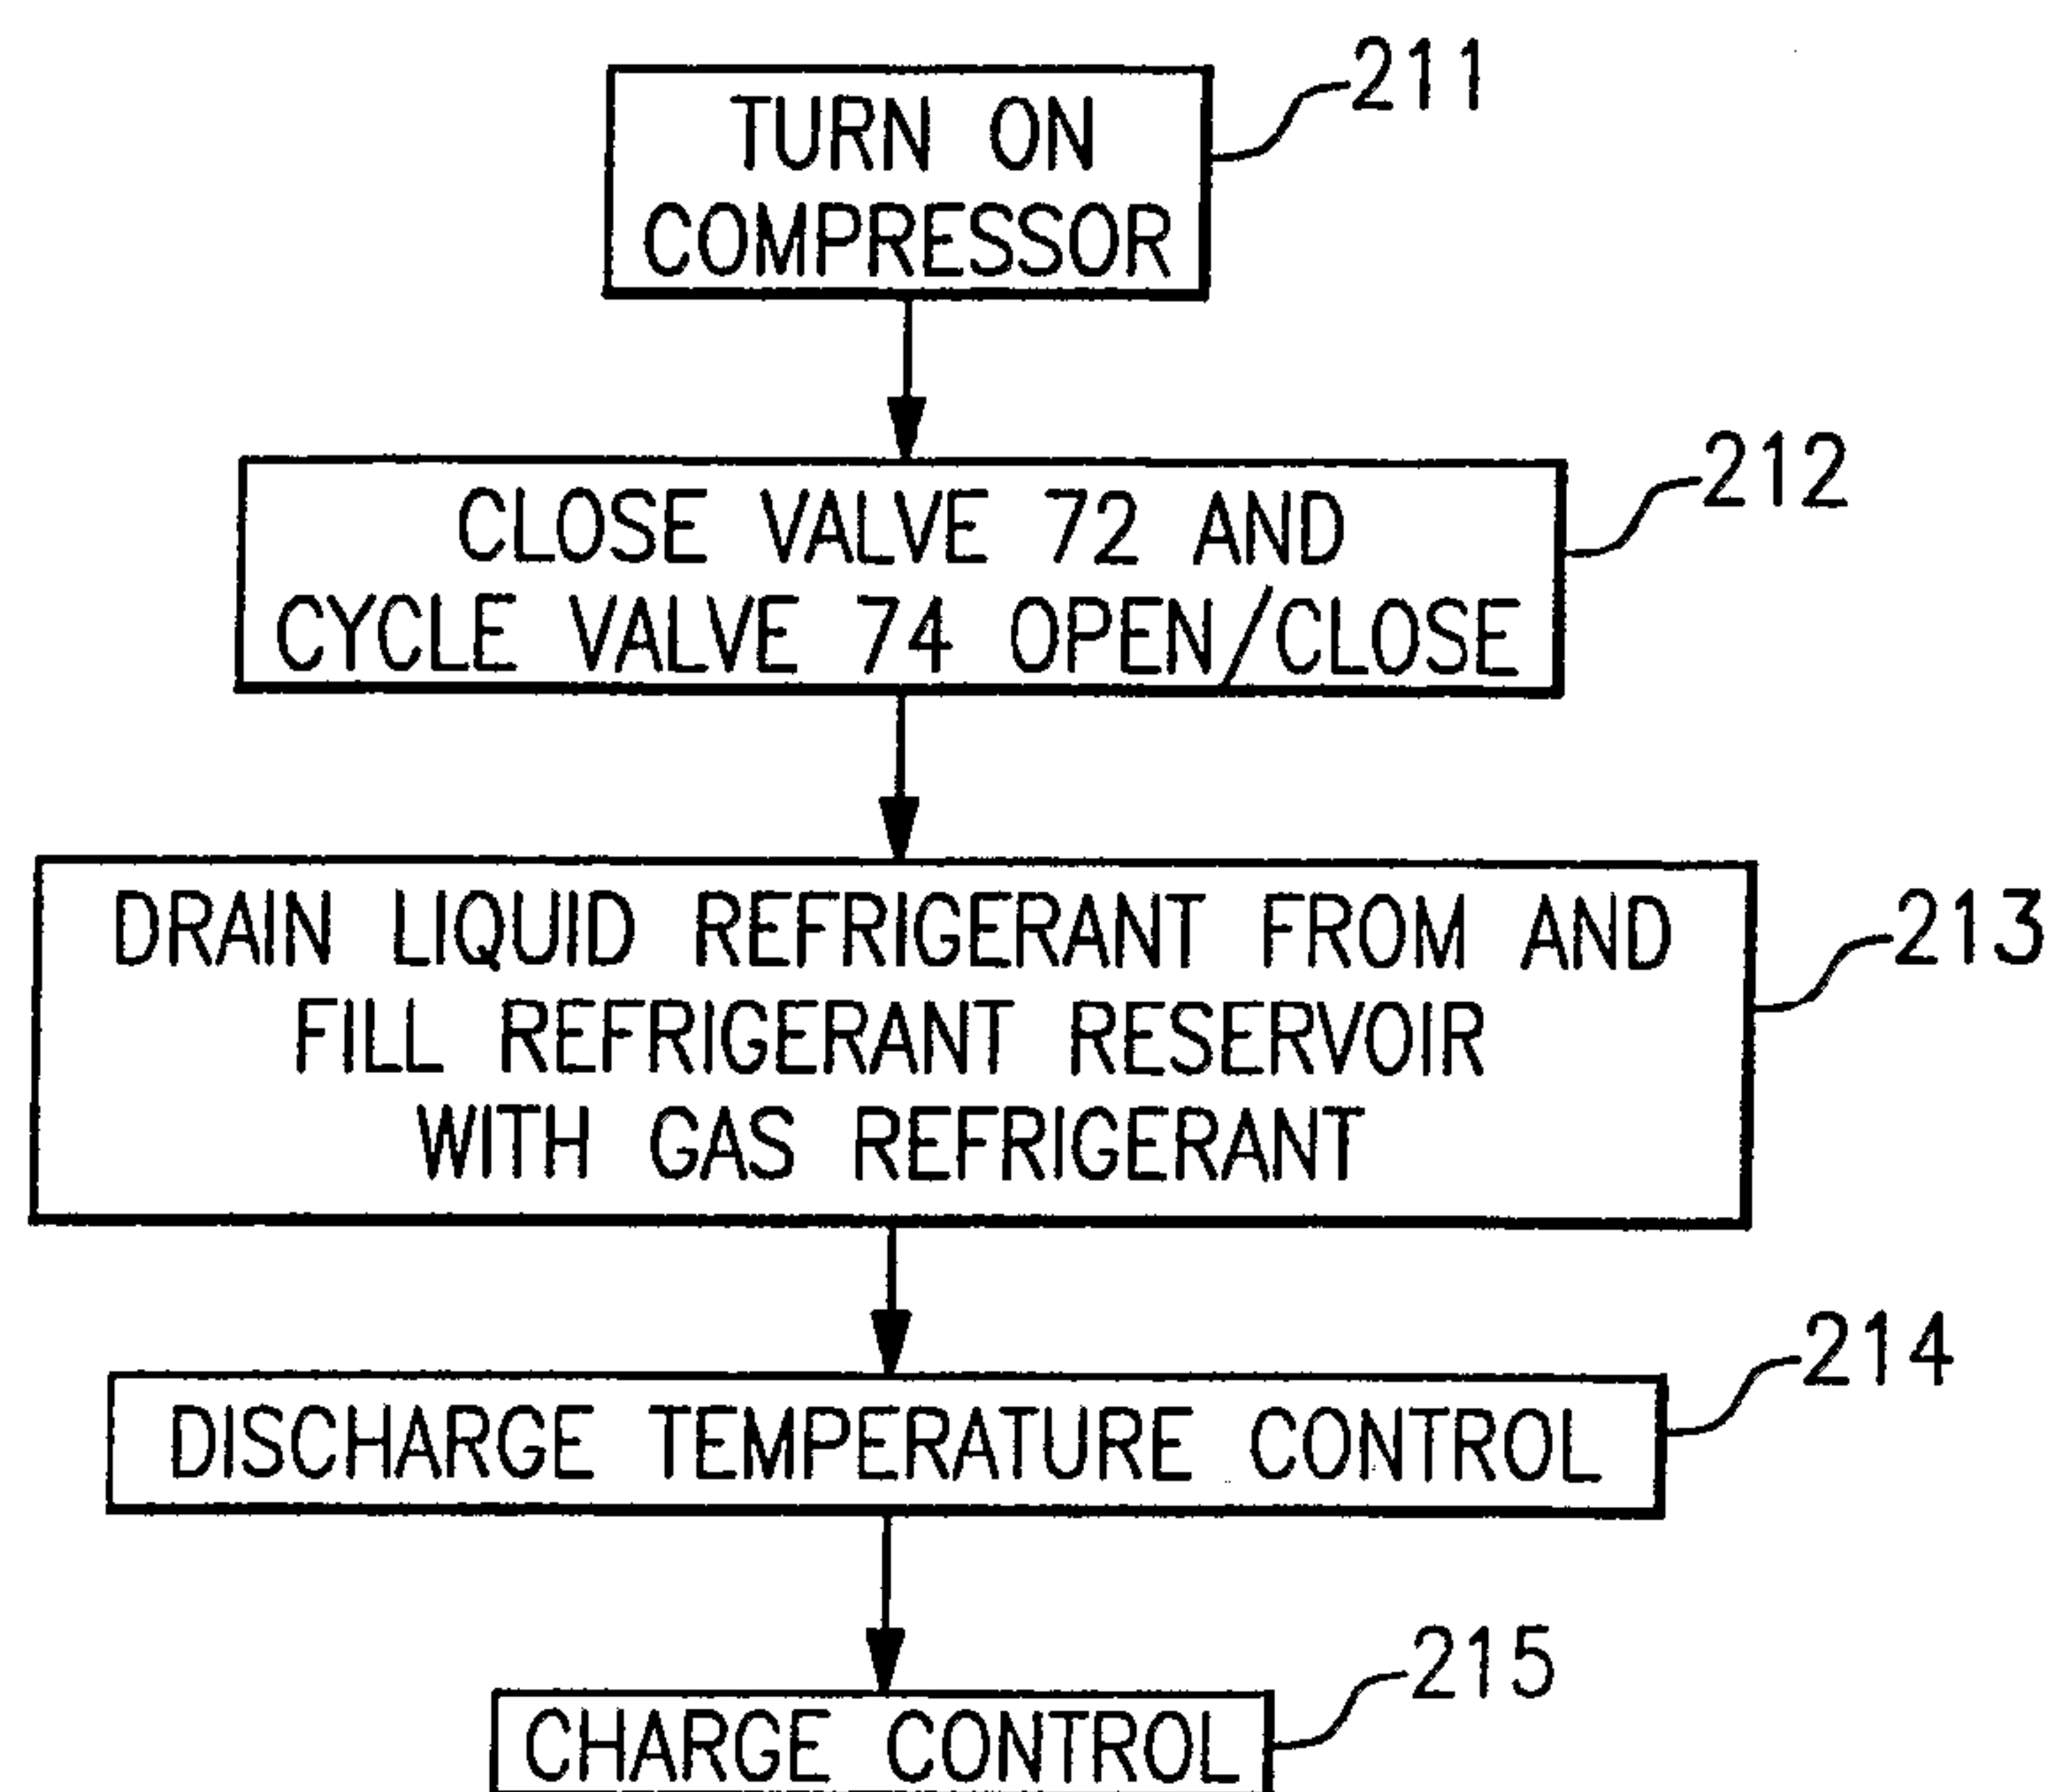 TURN ON
COMPRESSOR
211
CLOSE VALVE 72 AND
CYCLE VALVE 74 OPEN/CLOSE
212
DRAIN LIQUID REFRIGERANT FROM AND
FILL REFRIGERANT RESERVOIR
WITH GAS REFRIGERANT
213
DISCHARGE TEMPERATURE CONTROL
214
CHARGE CONTROL
215